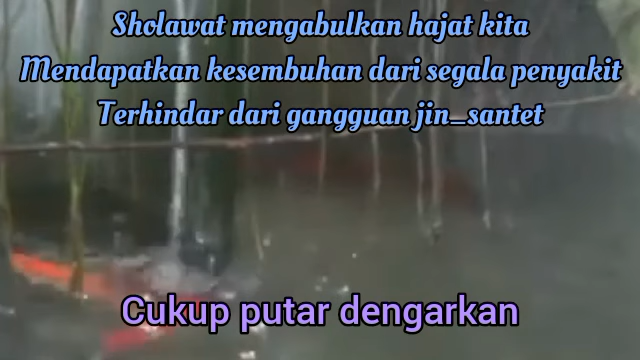 Sholawat mengabulkan hajat kita
Mendapatkan kesembuhan dari segala penyakit
Terhindar dari gangguan jin_santet
Cukup putar dengarkan